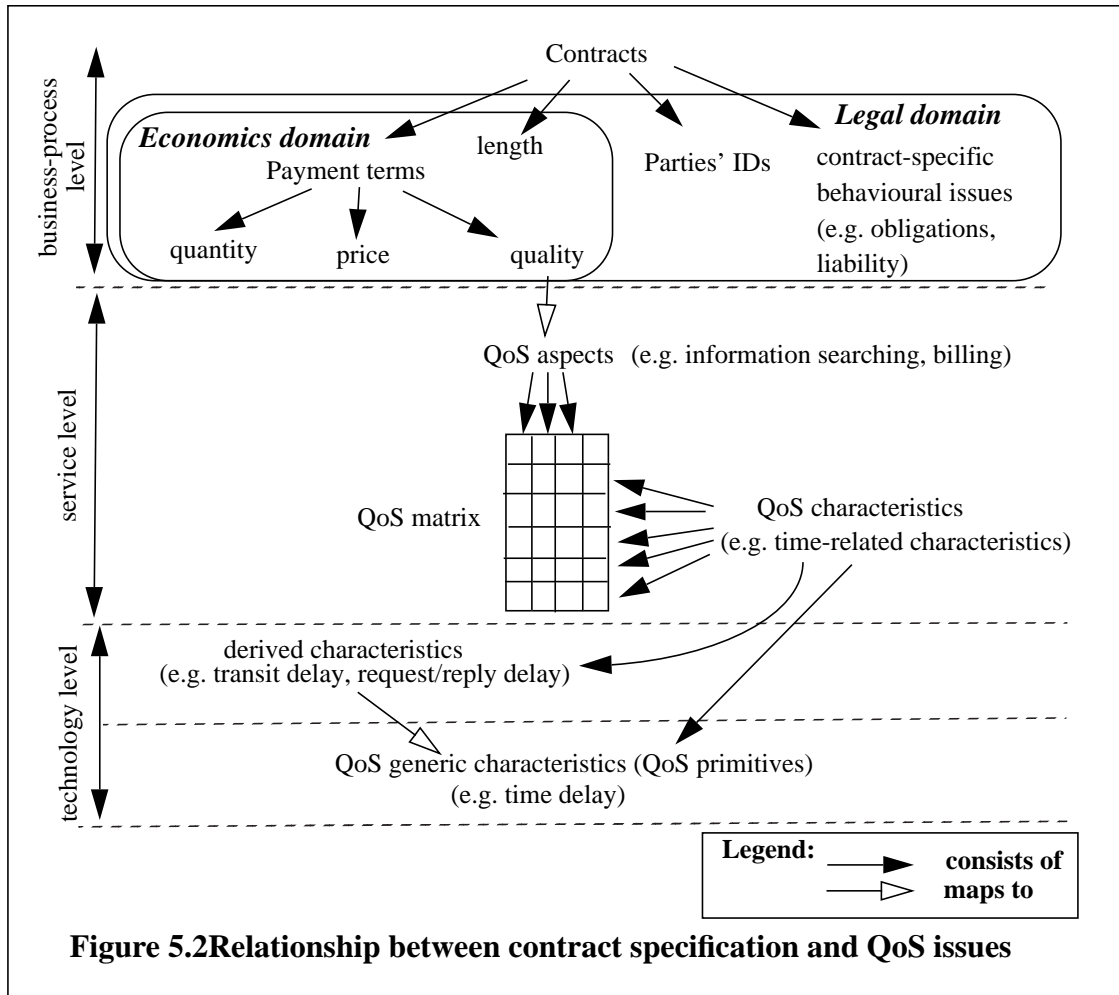 Contracts
business-process
level
Economics domain
Legal domain
length
Parties' IDs
contract-specific
behavioural issues
(e.g. obligations,
liability)
Payment terms
quantity
price
quality
service level
QoS aspects (e.g. information searching, billing)
QoS matrix
QoS characteristics
(e.g. time-related characteristics)
technology level
derived characteristics
(e.g. transit delay, request/reply delay)
QoS generic characteristics (QoS primitives)
(e.g. time delay)
Legend:
consists of
maps to
Figure 5.2Relationship between contract specification and QoS issues